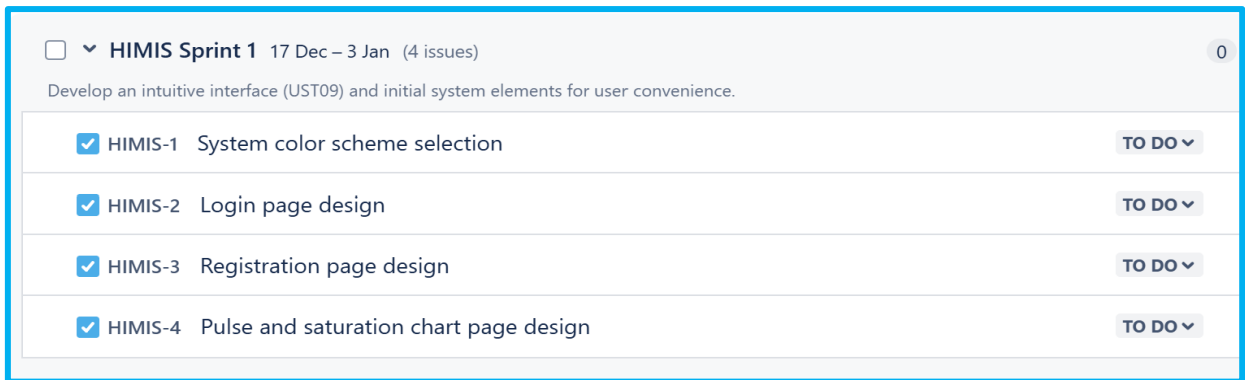 HIMIS Sprint 1 17 Dec – 3 Jan (4 issues) 0
Develop an intuitive interface (UST09) and initial system elements for user convenience.
HIMIS-1 System color scheme selection TO DO
HIMIS-2 Login page design TO DO
HIMIS-3 Registration page design TO DO
HIMIS-4 Pulse and saturation chart page design TO DO